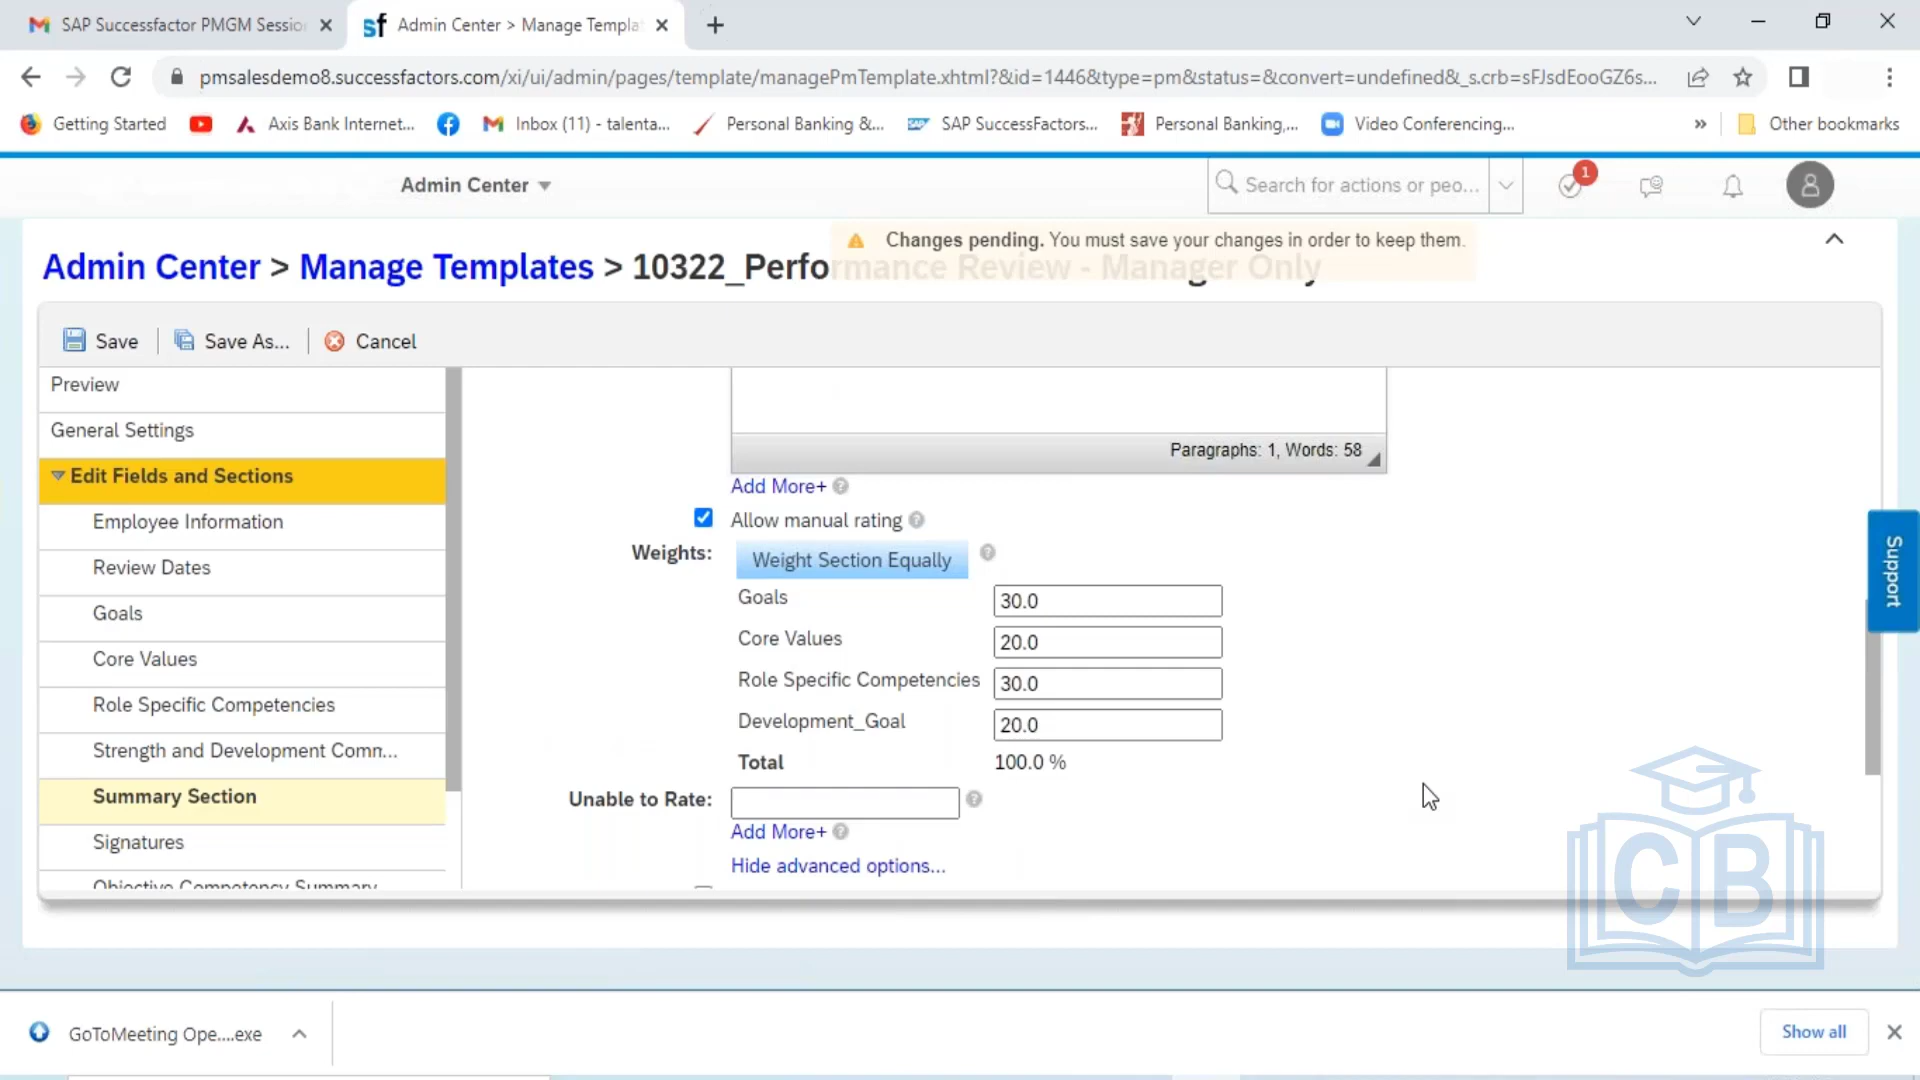 SAP Successfactor PMGM Sessio
sf Admin Center > Manage Templa
pmsalesdemo8.successfactors.com/xi/ui/admin/pages/template/managePmTemplate.xhtml?&id=1446&type=pm&status=&convert=undefined&_s.crb=sFJsdEooGZ6s...
Getting Started
Axis Bank Internet...
Inbox (11) - talenta...
Personal Banking &...
SAP SuccessFactors...
Personal Banking,...
Video Conferencing...
»
Other bookmarks
Admin Center
Search for actions or peo...
1
Changes pending. You must save your changes in order to keep them.
Admin Center > Manage Templates > 10322_Performance Review - Manager Only
Save
Save As...
Cancel
Preview
General Settings
Edit Fields and Sections
Employee Information
Review Dates
Goals
Core Values
Role Specific Competencies
Strength and Development Comm...
Summary Section
Signatures
Objective Competency Summary
Paragraphs: 1, Words: 58
Add More+ ?
Allow manual rating ?
Weights: Weight Section Equally ?
Goals 30.0
Core Values 20.0
Role Specific Competencies 30.0
Development_Goal 20.0
Total 100.0 %
Unable to Rate: ?
Add More+ ?
Hide advanced options...
Support
CB
GoToMeeting Ope....exe
Show all